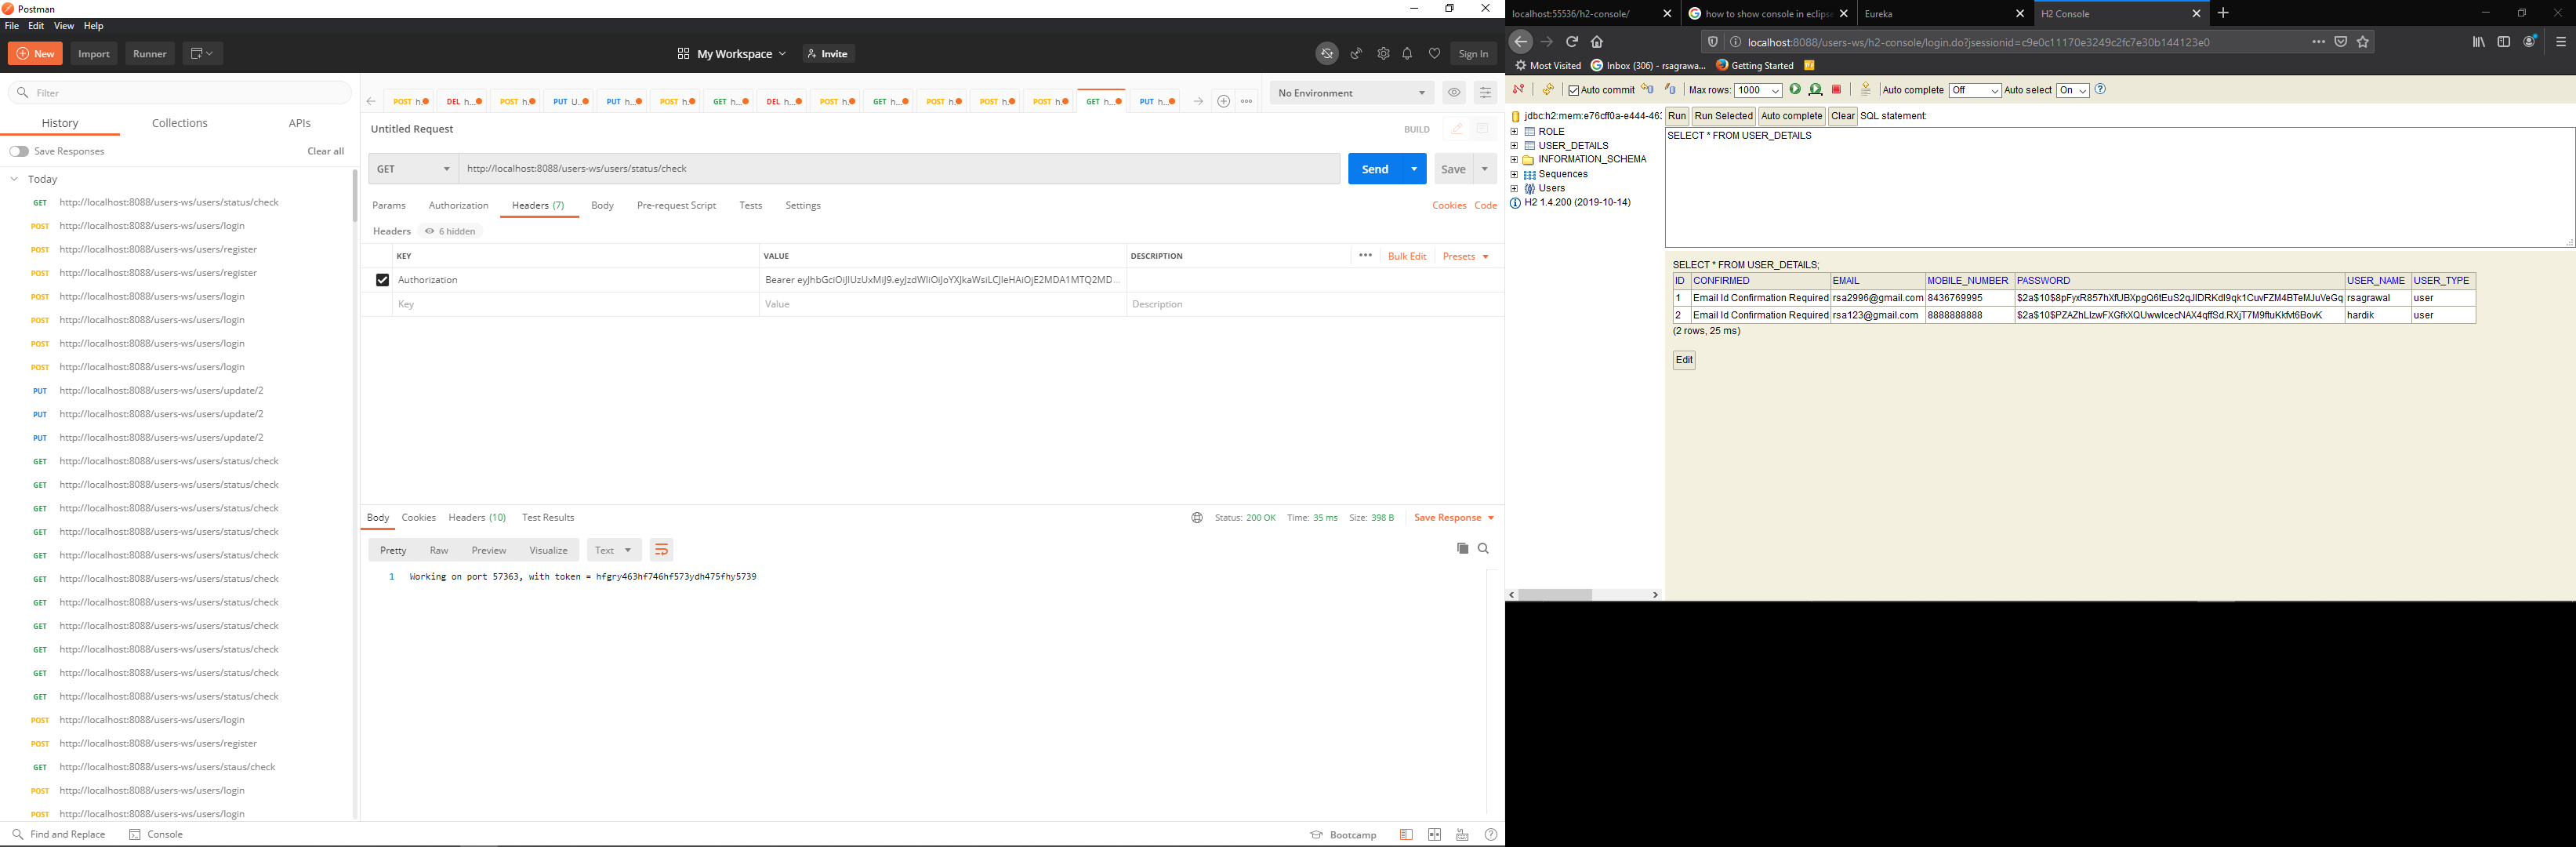 Postman
File Edit View Help
New Import Runner My Workspace Invite Sign In
Filter
History Collections APIs
Save Responses Clear all
Today
GET http://localhost:8088/users-ws/users/status/check
POST http://localhost:8088/users-ws/users/login
POST http://localhost:8088/users-ws/users/register
POST http://localhost:8088/users-ws/users/register
POST http://localhost:8088/users-ws/users/login
POST http://localhost:8088/users-ws/users/login
POST http://localhost:8088/users-ws/users/login
POST http://localhost:8088/users-ws/users/login
PUT http://localhost:8088/users-ws/users/update/2
PUT http://localhost:8088/users-ws/users/update/2
PUT http://localhost:8088/users-ws/users/update/2
GET http://localhost:8088/users-ws/users/status/check
GET http://localhost:8088/users-ws/users/status/check
GET http://localhost:8088/users-ws/users/status/check
GET http://localhost:8088/users-ws/users/status/check
GET http://localhost:8088/users-ws/users/status/check
GET http://localhost:8088/users-ws/users/status/check
GET http://localhost:8088/users-ws/users/status/check
GET http://localhost:8088/users-ws/users/status/check
GET http://localhost:8088/users-ws/users/status/check
GET http://localhost:8088/users-ws/users/status/check
GET http://localhost:8088/users-ws/users/status/check
POST http://localhost:8088/users-ws/users/login
POST http://localhost:8088/users-ws/users/register
GET http://localhost:8088/users-ws/users/staus/check
POST http://localhost:8088/users-ws/users/login
POST http://localhost:8088/users-ws/users/login
Find and Replace Console
POST h... DEL h... POST h... PUT U... PUT h... POST h... GET h... DEL h... POST h... GET h... POST h... POST h... POST h... GET h... PUT h... No Environment
Untitled Request BUILD
GET http://localhost:8088/users-ws/users/status/check Send Save
Params Authorization Headers (7) Body Pre-request Script Tests Settings Cookies Code
Headers 6 hidden
KEY VALUE DESCRIPTION ••• Bulk Edit Presets
Authorization Bearer
Key Value Description
Body Cookies Headers (10) Test Results Status: 200 OK Time: 35 ms Size: 398 B Save Response
Pretty Raw Preview Visualize Text
1 Working on port 57363, with token = hfgry463hf746hf573ydh475fhy5739
Bootcamp
localhost:55536/h2-console/ how to show console in eclipse Eureka H2 Console
localhost:8088/users-ws/h2-console/login.do?jsessionid=c9e0c11170e3249c2fc7e30b144123e0
Most Visited Inbox (306) - rsagrawa... Getting Started
Auto commit Max rows: 1000 Auto complete Off Auto select On
jdbc:h2:mem:e76cff0a-e444-463
ROLE
USER_DETAILS
INFORMATION_SCHEMA
Sequences
Users
H2 1.4.200 (2019-10-14)
Run Run Selected Auto complete Clear SQL statement:
SELECT * FROM USER_DETAILS
SELECT * FROM USER_DETAILS;
ID CONFIRMED EMAIL MOBILE_NUMBER PASSWORD USER_NAME USER_TYPE
1 Email Id Confirmation Required rsa2996@gmail.com 8436769995 rsagrawal user
2 Email Id Confirmation Required rsa123@gmail.com 8888888888 hardik user
(2 rows, 25 ms)
Edit